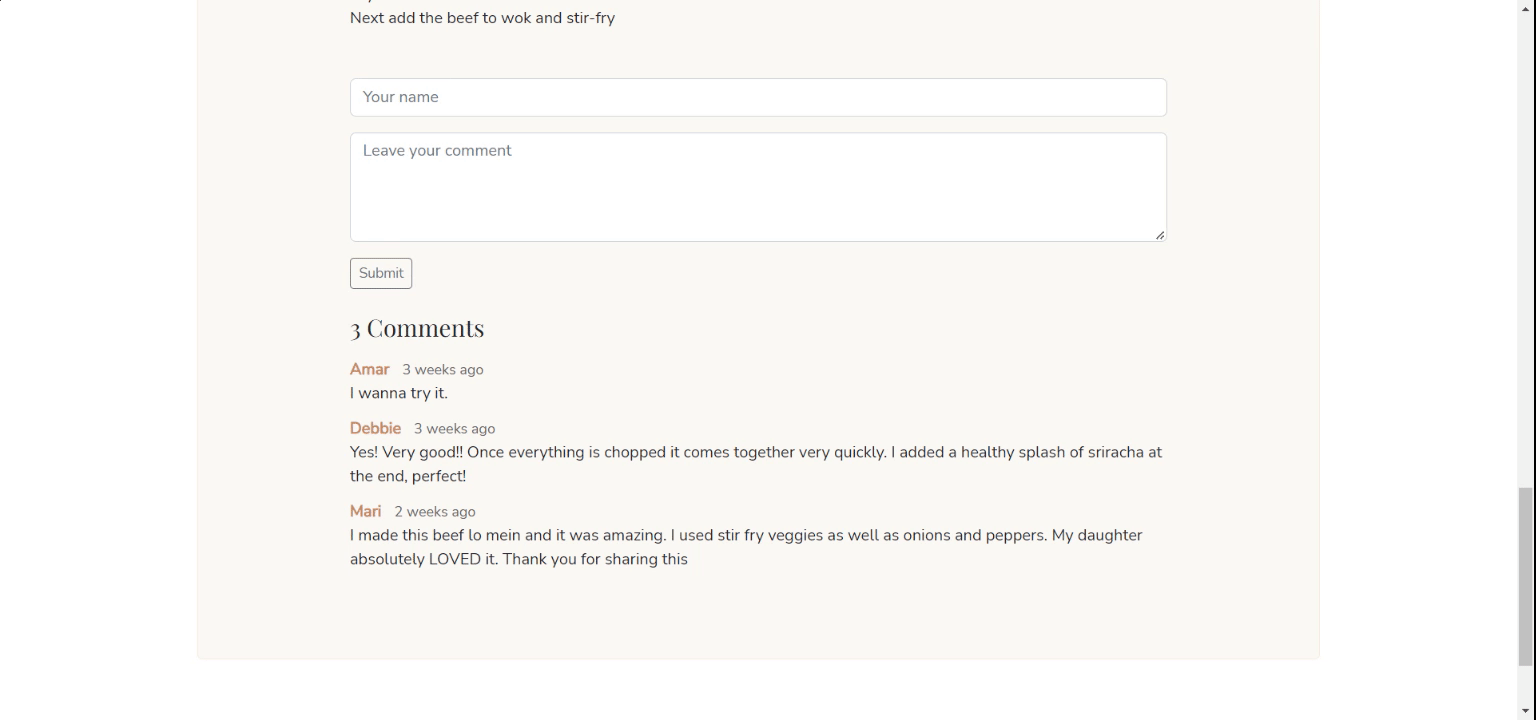 Next add the beef to wok and stir-fry
Your name
Leave your comment
Submit
3 Comments
Amar 3 weeks ago
I wanna try it.
Debbie 3 weeks ago
Yes! Very good!! Once everything is chopped it comes together very quickly. I added a healthy splash of sriracha at
the end, perfect!
Mari 2 weeks ago
I made this beef lo mein and it was amazing. I used stir fry veggies as well as onions and peppers. My daughter
absolutely LOVED it. Thank you for sharing this